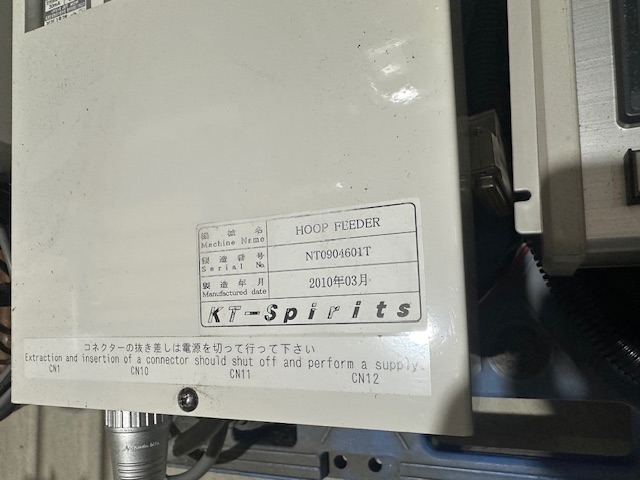 機械名
Machine Name
HOOP FEEDER
製造番号
Serial No.
NT0904601T
製造年月
Manufactured date
2010年03月
KT-Spirits
コネクターの抜き差しは電源を切って行って下さい
Extraction and insertion of a connector should shut off and perform a supply.
CN1 CN10 CN11 CN12